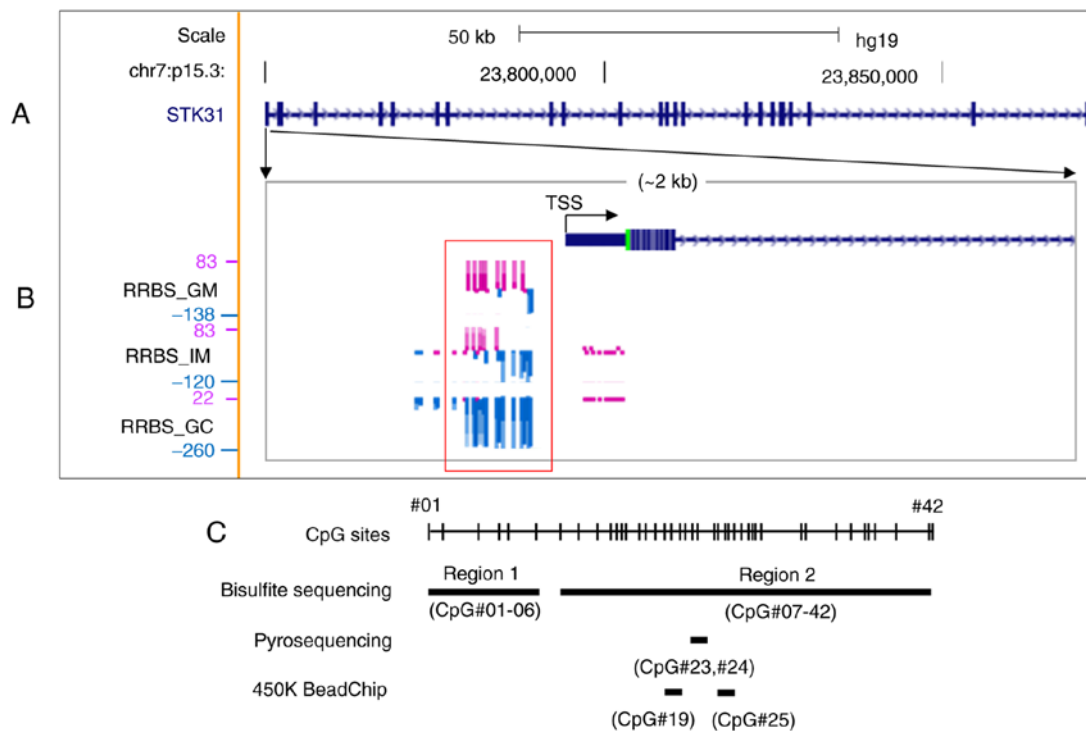 Scale 50 kb hg19
chr7:p15.3: 23,800,000 23,850,000
A STK31
(~2 kb)
TSS
83
B RRBS_GM
−138
83
RRBS_IM
−120
22
RRBS_GC
−260
#01 #42
C CpG sites
Region 1 Region 2
Bisulfite sequencing
(CpG#01-06) (CpG#07-42)
Pyrosequencing
(CpG#23,#24)
450K BeadChip
(CpG#19) (CpG#25)